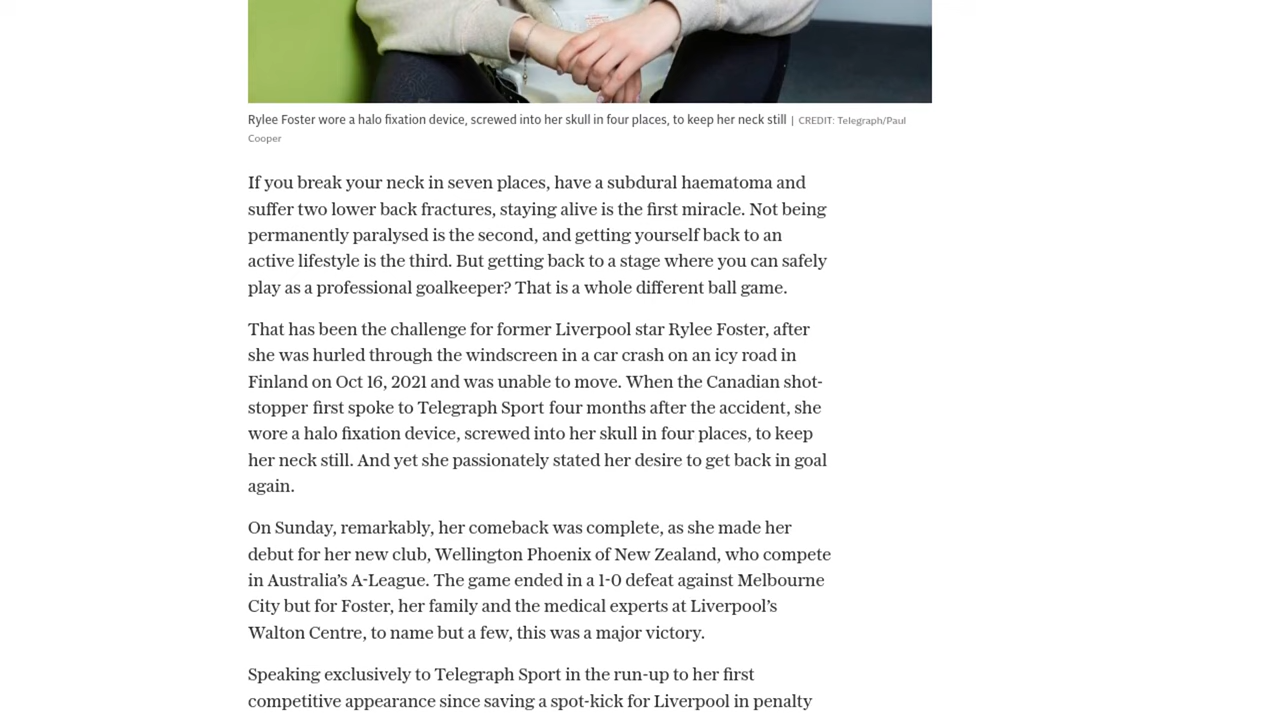 Rylee Foster wore a halo fixation device, screwed into her skull in four places, to keep her neck still | CREDIT: Telegraph/Paul
Cooper
If you break your neck in seven places, have a subdural haematoma and
suffer two lower back fractures, staying alive is the first miracle. Not being
permanently paralysed is the second, and getting yourself back to an
active lifestyle is the third. But getting back to a stage where you can safely
play as a professional goalkeeper? That is a whole different ball game.
That has been the challenge for former Liverpool star Rylee Foster, after
she was hurled through the windscreen in a car crash on an icy road in
Finland on Oct 16, 2021 and was unable to move. When the Canadian shot-
stopper first spoke to Telegraph Sport four months after the accident, she
wore a halo fixation device, screwed into her skull in four places, to keep
her neck still. And yet she passionately stated her desire to get back in goal
again.
On Sunday, remarkably, her comeback was complete, as she made her
debut for her new club, Wellington Phoenix of New Zealand, who compete
in Australia’s A-League. The game ended in a 1-0 defeat against Melbourne
City but for Foster, her family and the medical experts at Liverpool’s
Walton Centre, to name but a few, this was a major victory.
Speaking exclusively to Telegraph Sport in the run-up to her first
competitive appearance since saving a spot-kick for Liverpool in penalty